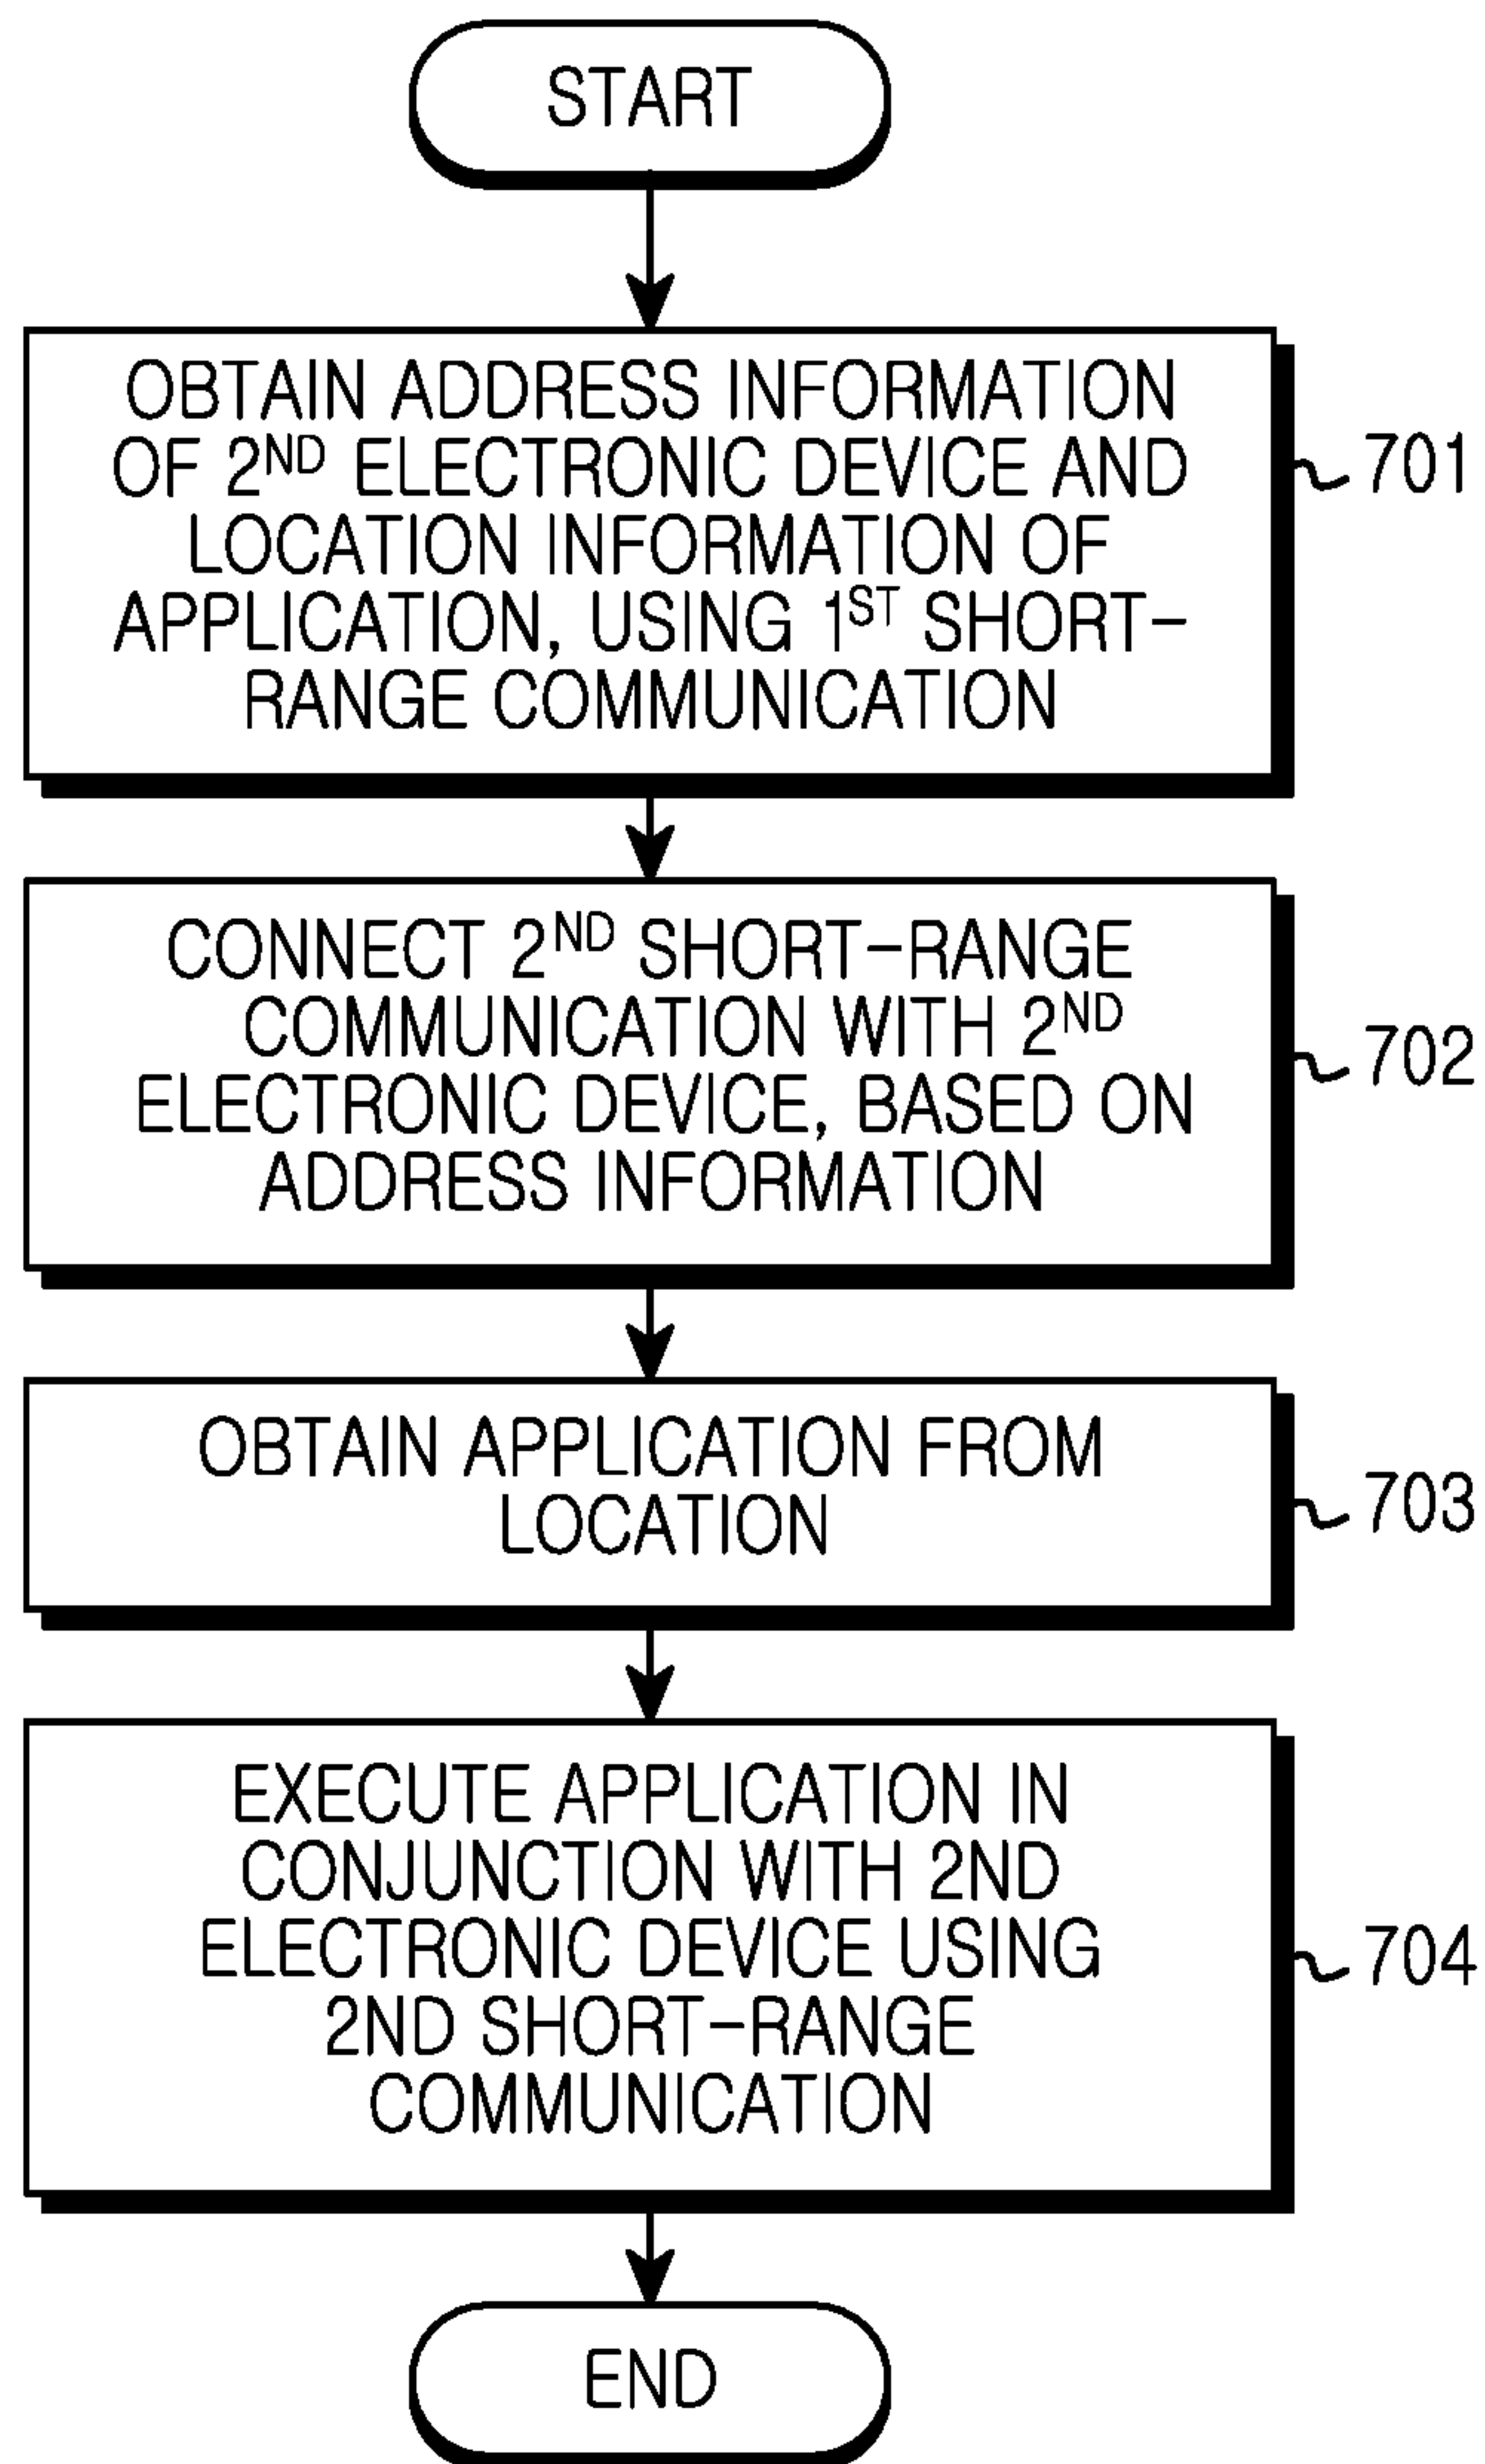 START
OBTAIN ADDRESS INFORMATION
OF 2ND ELECTRONIC DEVICE AND
LOCATION INFORMATION OF
APPLICATION, USING 1ST SHORT-
RANGE COMMUNICATION
701
CONNECT 2ND SHORT-RANGE
COMMUNICATION WITH 2ND
ELECTRONIC DEVICE, BASED ON
ADDRESS INFORMATION
702
OBTAIN APPLICATION FROM
LOCATION
703
EXECUTE APPLICATION IN
CONJUNCTION WITH 2ND
ELECTRONIC DEVICE USING
2ND SHORT-RANGE
COMMUNICATION
704
END